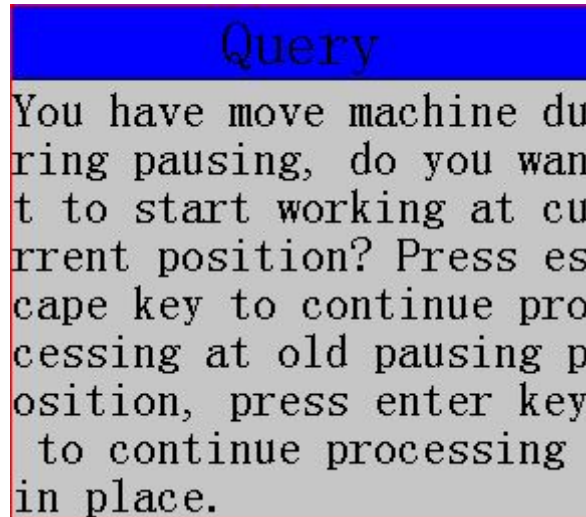 Query
You have move machine du
ring pausing, do you wan
t to start working at cu
rrent position? Press es
cape key to continue pro
cessing at old pausing p
osition, press enter key
 to continue processing
in place.